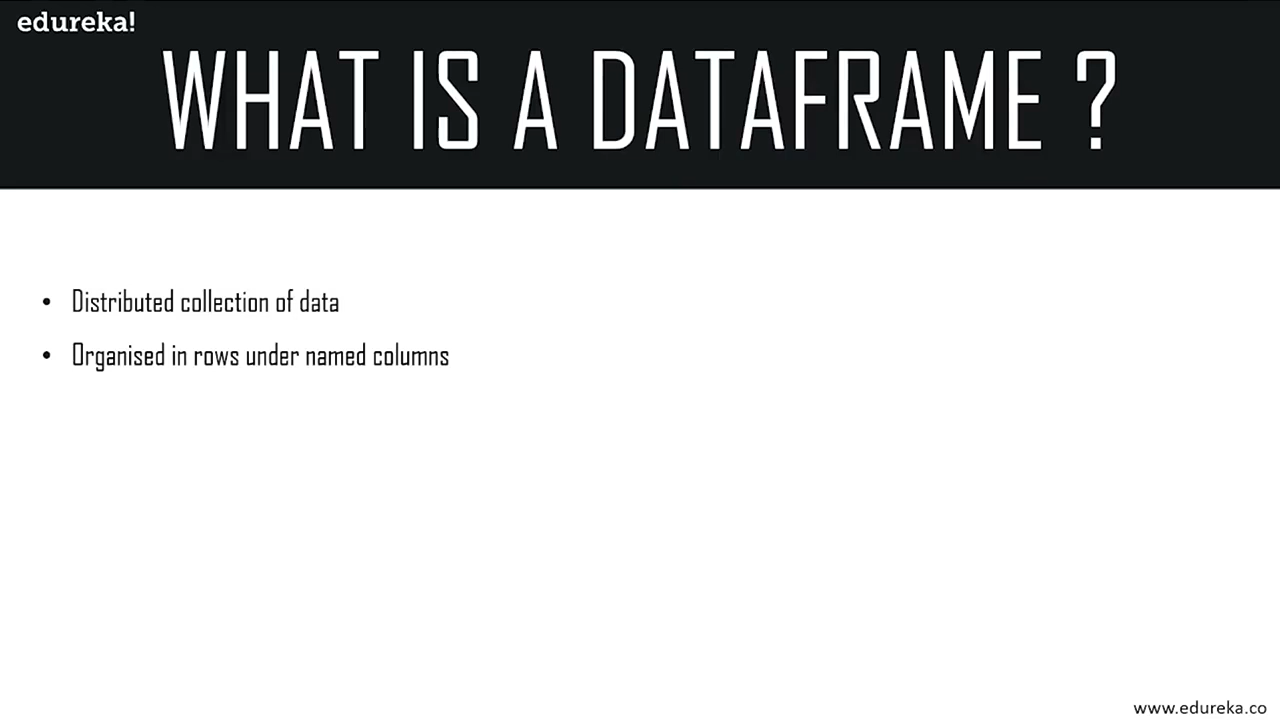 edureka!
WHAT IS A DATAFRAME ?
• Distributed collection of data
• Organised in rows under named columns
www.edureka.co